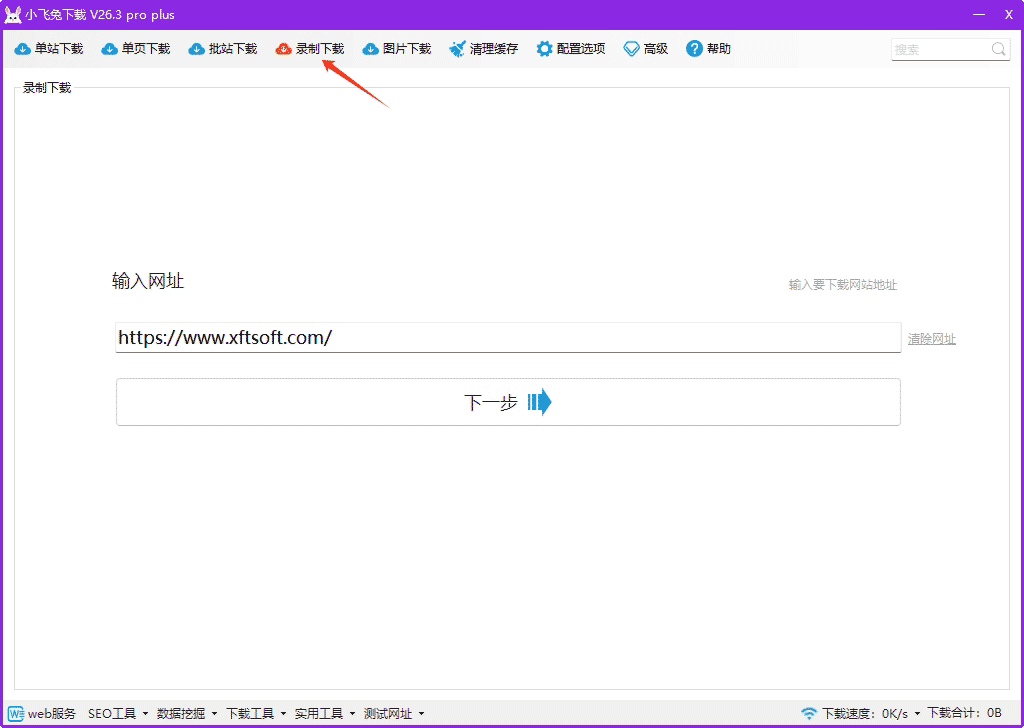 小飞兔下载 V26.3 pro plus
单站下载 单页下载 批站下载 录制下载 图片下载 清理缓存 配置选项 高级 帮助 搜索
录制下载
输入网址 输入要下载网站地址
https://www.xftsoft.com/ 清除网址
下一步
web服务 SEO工具 数据挖掘 下载工具 实用工具 测试网址 下载速度：0K/s 下载合计：0B